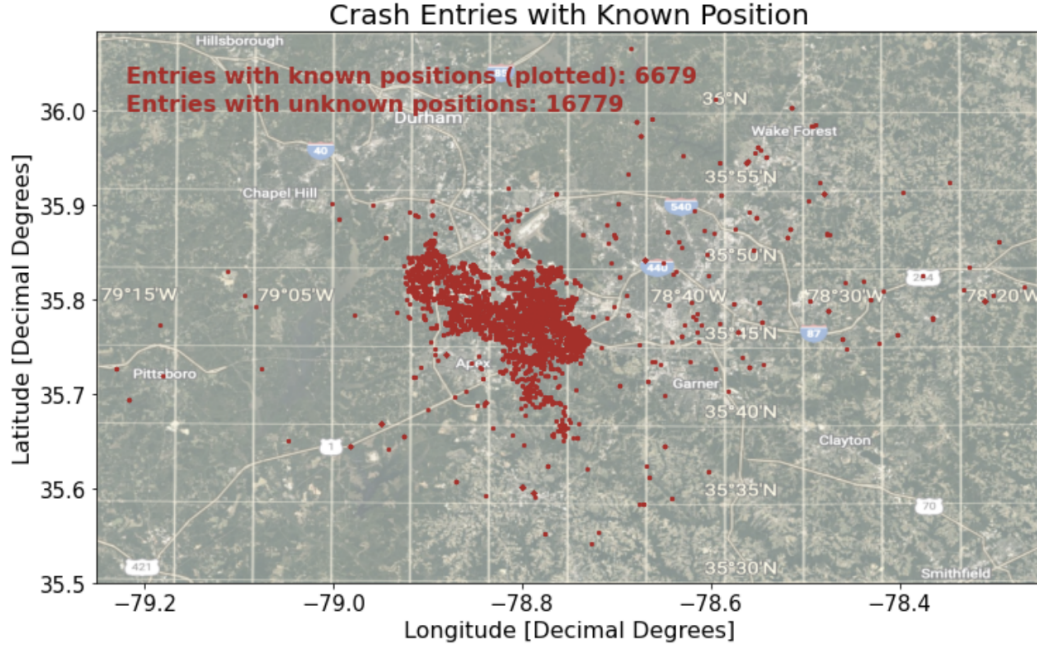 Crash Entries with Known Position
Hillsborough
Entries with known positions (plotted): 6679
Entries with unknown positions: 16779
36°N
Durham
Wake Forest
40
35°55'N
Chapel Hill
540
35°50'N
440
264
79°15'W
79°05'W
78°40'W
78°30'W
78°20'W
35°45'N
87
Apex
Pittsboro
Garner
35°40'N
Clayton
1
35°35'N
70
421
35°30'N
Smithfield
36.0
35.9
35.8
35.7
35.6
35.5
−79.2
−79.0
−78.8
−78.6
−78.4
Latitude [Decimal Degrees]
Longitude [Decimal Degrees]